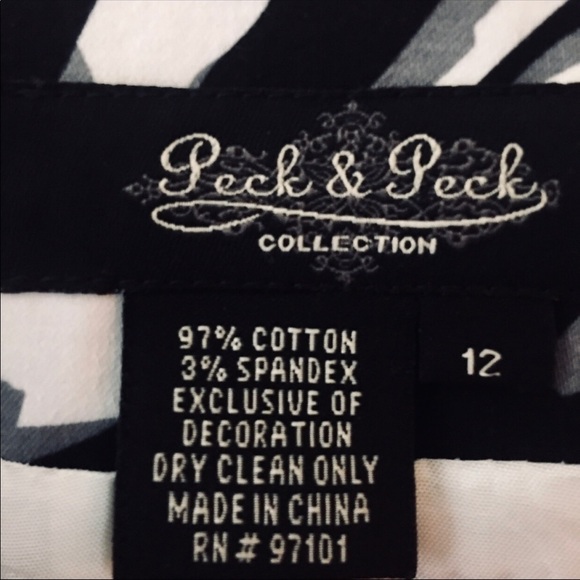 Peck & Peck
COLLECTION
97% COTTON
3% SPANDEX
EXCLUSIVE OF
DECORATION
DRY CLEAN ONLY
MADE IN CHINA
RN # 97101
12